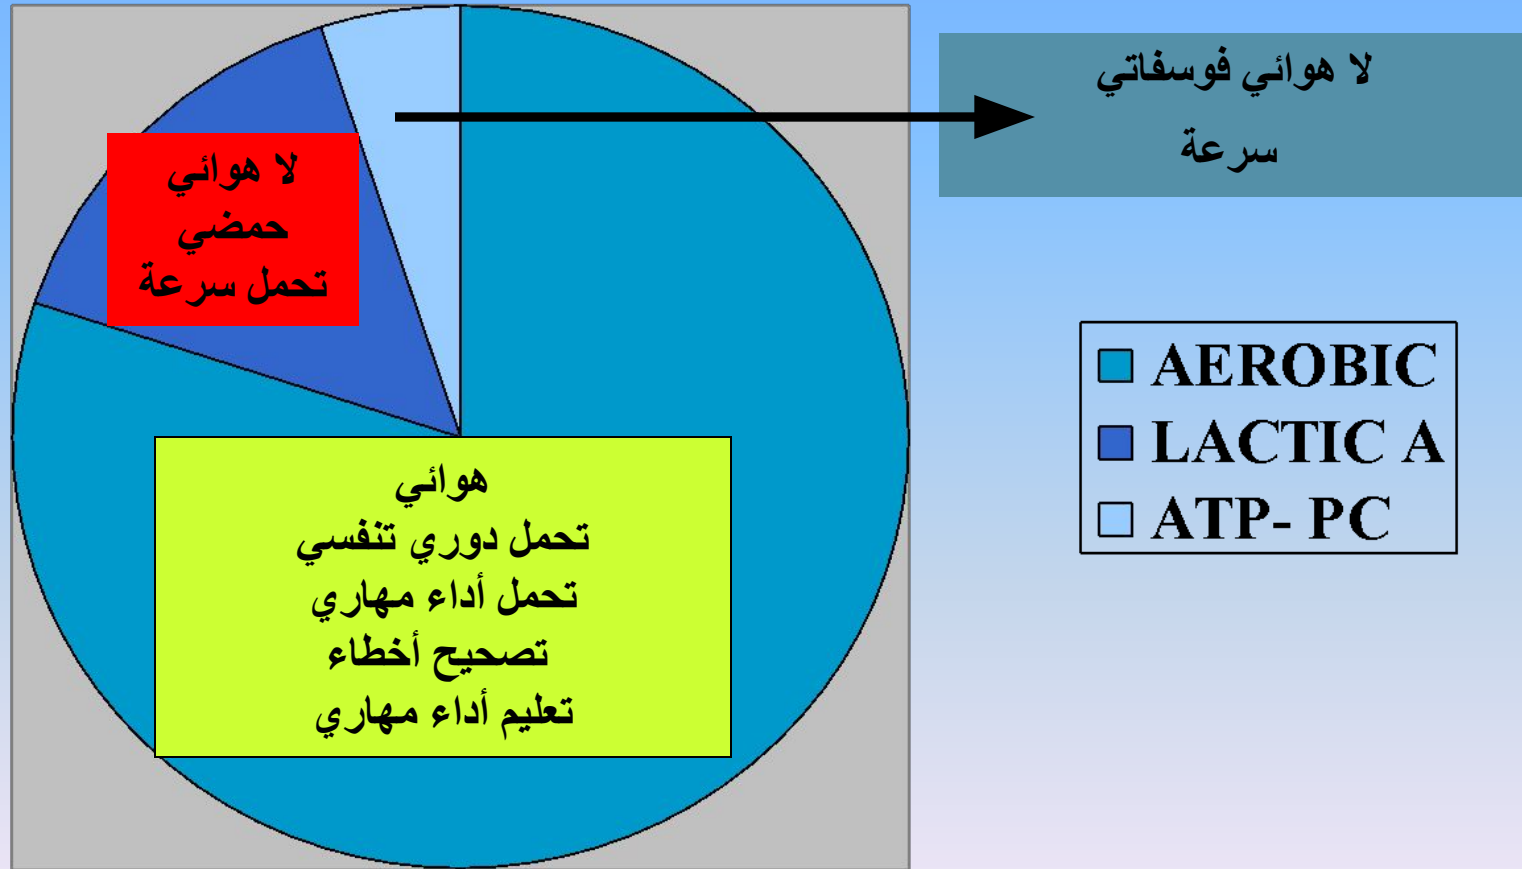 لا هوائي فوسفاتي
سرعة
لا هوائي
حمضي
تحمل سرعة
هوائي
تحمل دوري تنفسي
تحمل أداء مهاري
تصحيح أخطاء
تعليم أداء مهاري
AEROBIC
LACTIC A
ATP- PC